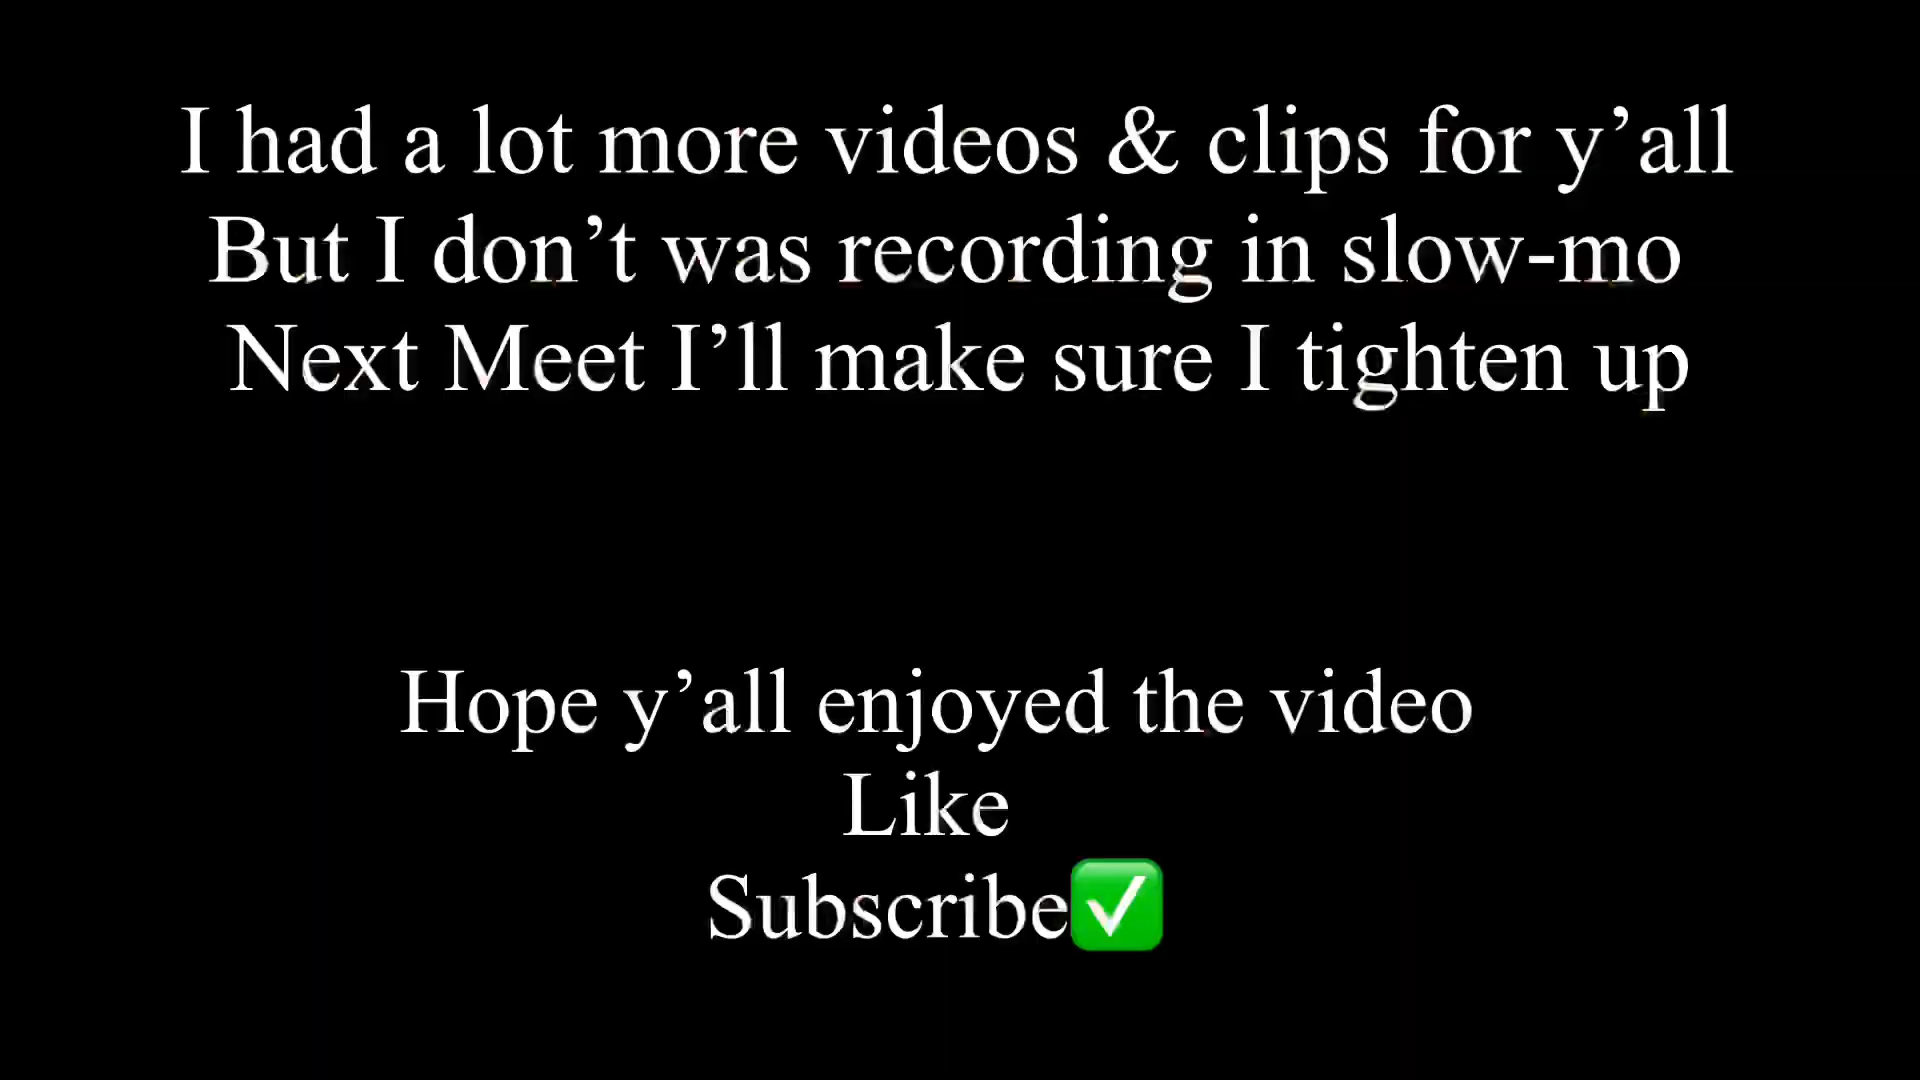 I had a lot more videos & clips for y’all
But I don’t was recording in slow-mo
Next Meet I’ll make sure I tighten up
Hope y’all enjoyed the video
Like
Subscribe✅